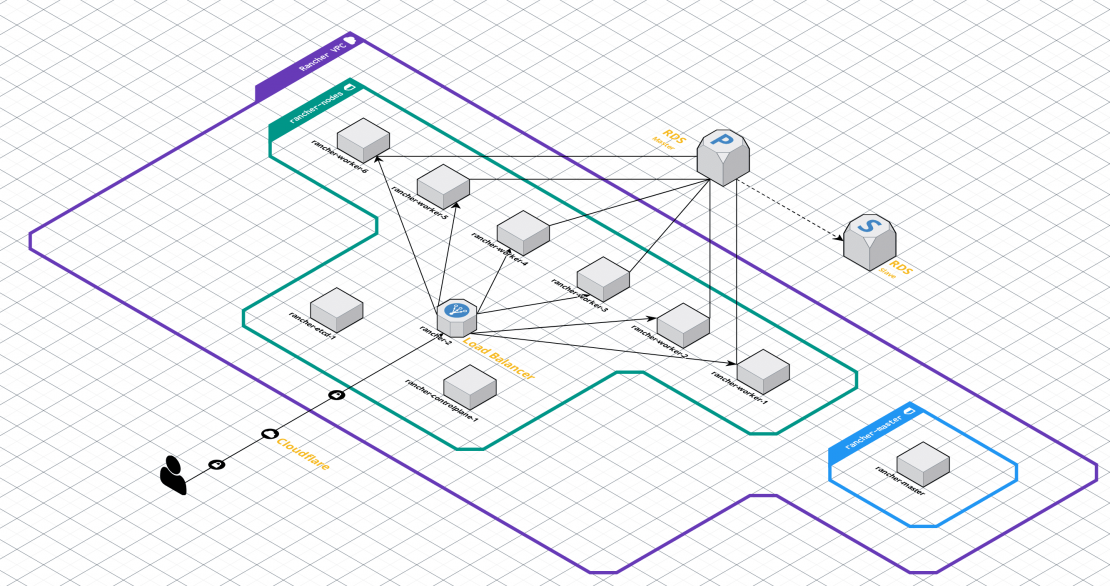 Rancher VPC
rancher-nodes
rancher-worker-6
rancher-worker-5
rancher-worker-4
rancher-worker-3
rancher-worker-2
rancher-worker-1
RDS
Master
P
S
RDS
Slave
rancher-etcd-1
rancher-2
Load Balancer
rancher-controlplane-1
Cloudflare
rancher-master
rancher-master